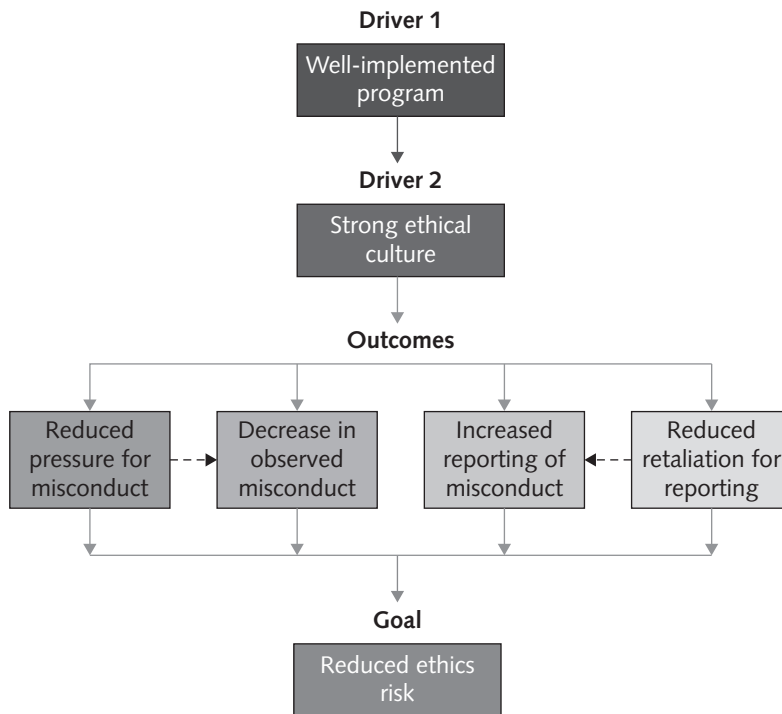 Driver 1
Well-implemented
program
Driver 2
Strong ethical
culture
Outcomes
Reduced
pressure for
misconduct
Decrease in
observed
misconduct
Increased
reporting of
misconduct
Reduced
retaliation for
reporting
Goal
Reduced ethics
risk